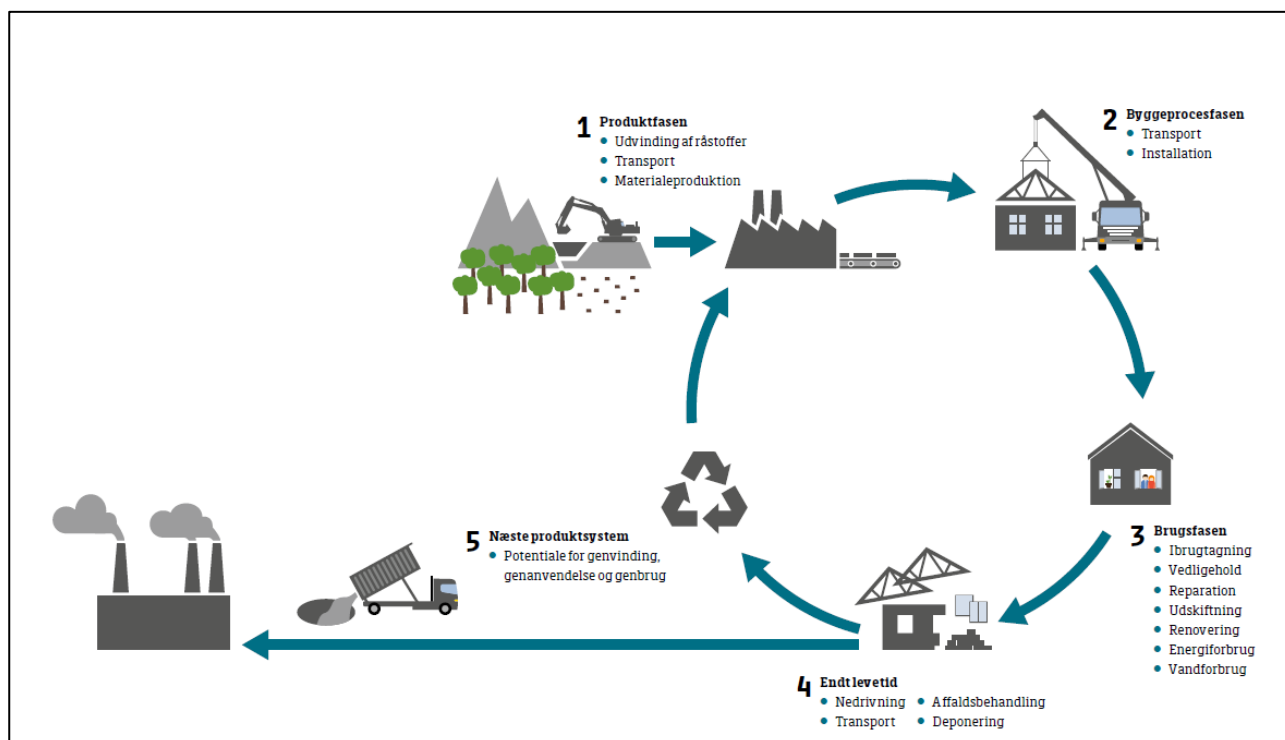 1 Produktfasen
• Udvinding af råstoffer
• Transport
• Materialeproduktion
2 Byggeprocesfasen
• Transport
• Installation
3 Brugsfasen
• Ibrugtagning
• Vedligehold
• Reparation
• Udskiftning
• Renovering
• Energiforbrug
• Vandforbrug
4 Endt levetid
• Nedrivning • Affaldsbehandling
• Transport • Deponering
5 Næste produktsystem
• Potentiale for genvinding,
genanvendelse og genbrug